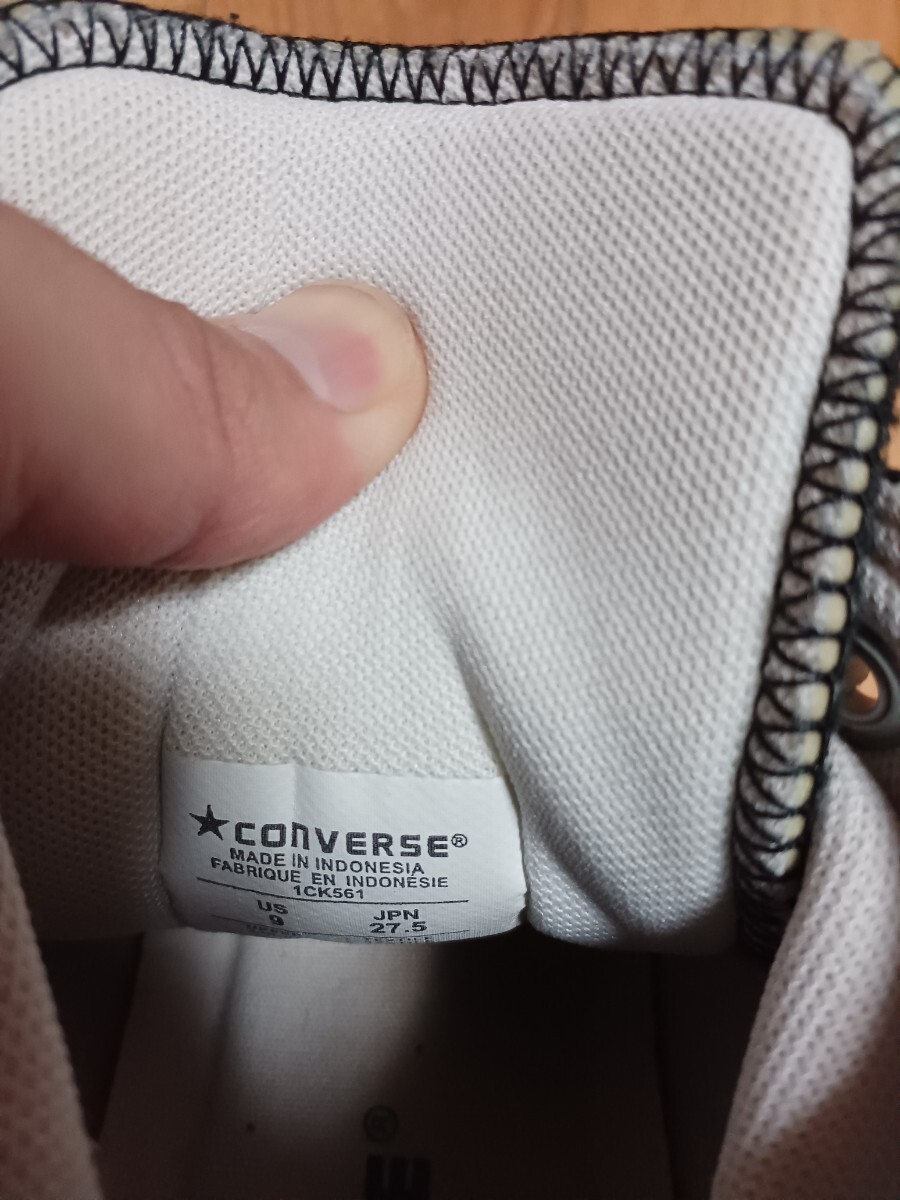 ★CONVERSE®
MADE IN INDONESIA
FABRIQUE EN INDONÉSIE
1CK561
US JPN
9 27.5
®